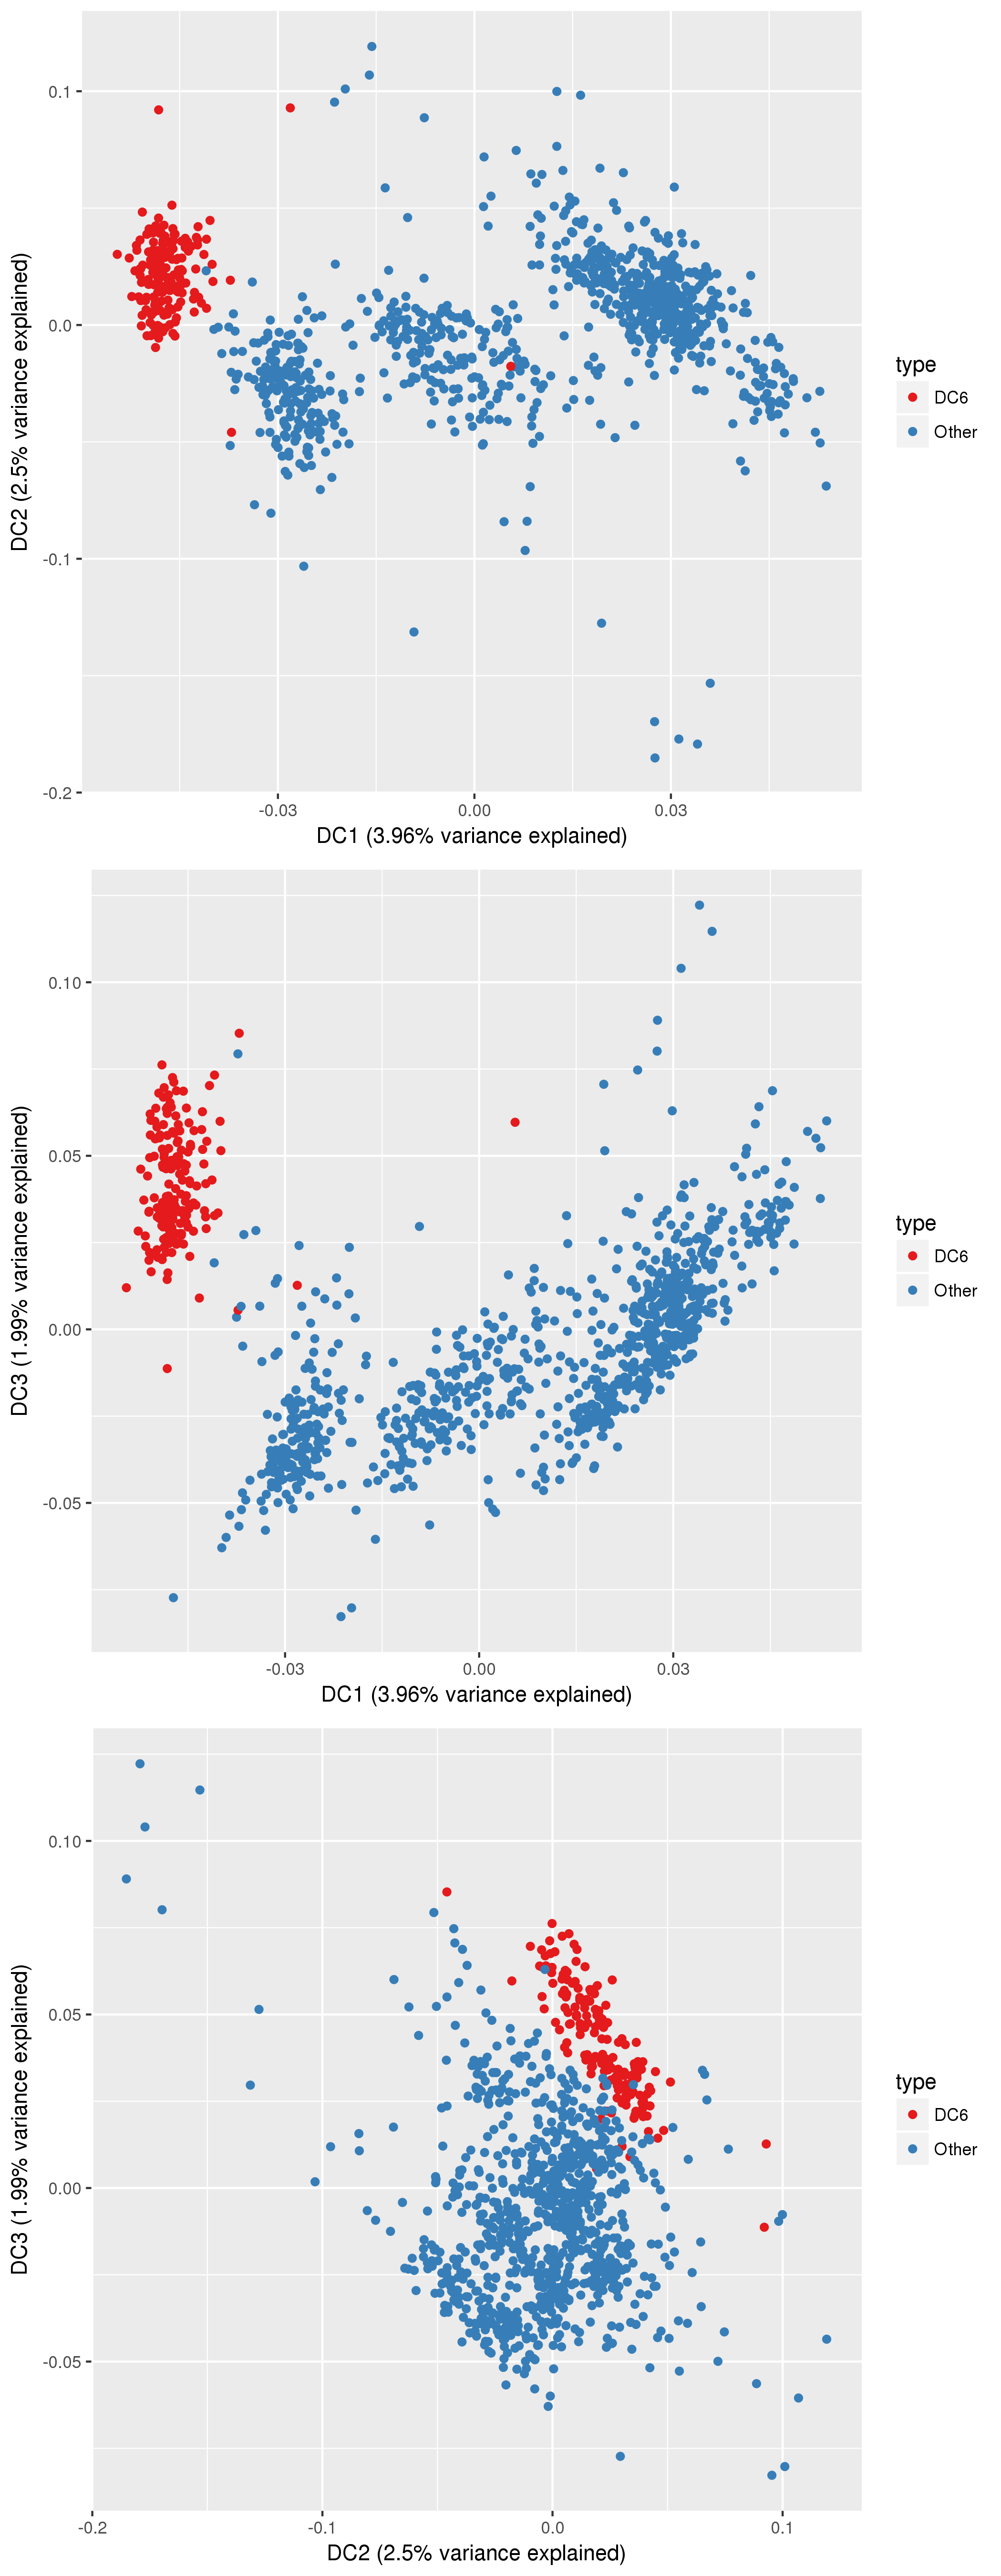 0.1
0.0
-0.1
-0.2
DC2 (2.5% variance explained)
-0.03 0.00 0.03
DC1 (3.96% variance explained)
type
DC6
Other
0.10
0.05
0.00
-0.05
DC3 (1.99% variance explained)
-0.03 0.00 0.03
DC1 (3.96% variance explained)
type
DC6
Other
0.10
0.05
0.00
-0.05
DC3 (1.99% variance explained)
-0.2 -0.1 0.0 0.1
DC2 (2.5% variance explained)
type
DC6
Other